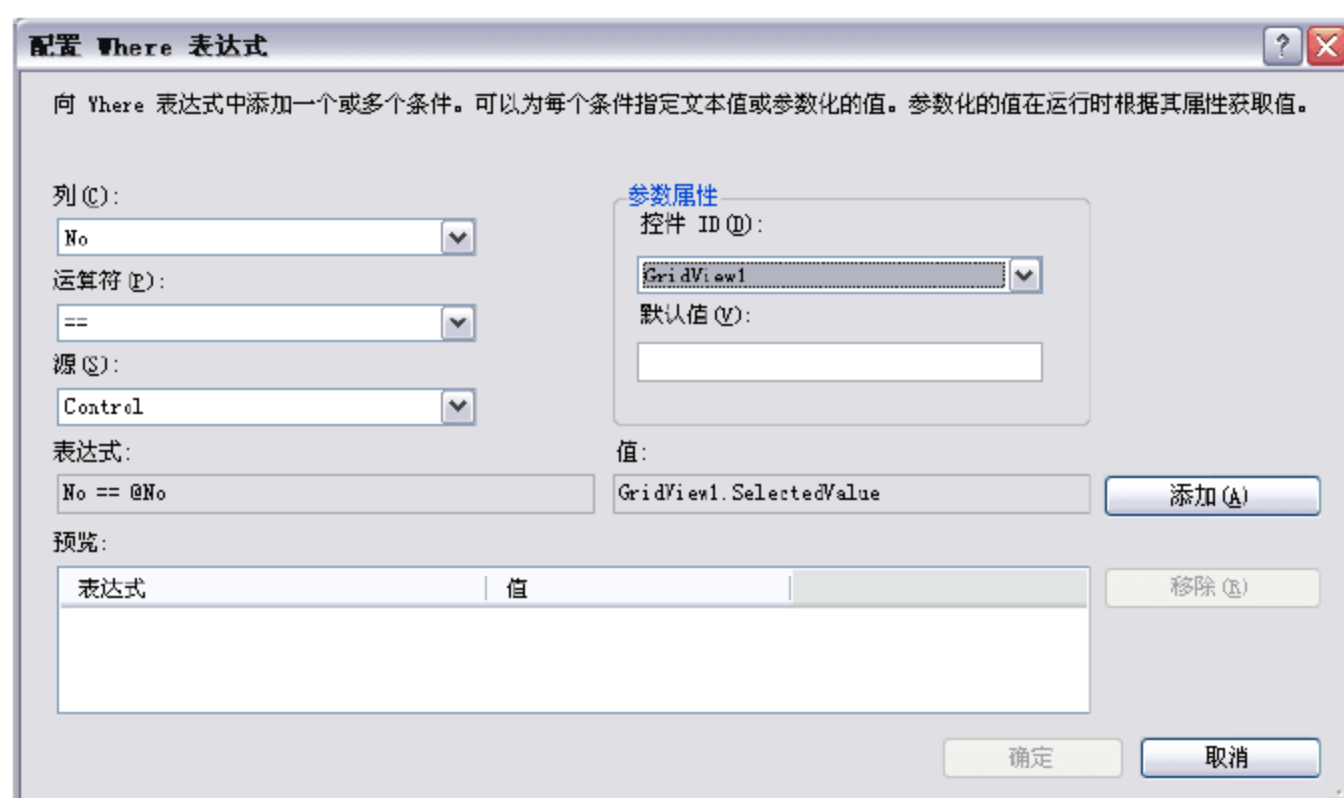 配置 Where 表达式
向 Where 表达式中添加一个或多个条件。可以为每个条件指定文本值或参数化的值。参数化的值在运行时根据其属性获取值。
列(C):
No
运算符(P):
==
源(S):
Control
参数属性
控件 ID(D):
GridView1
默认值(V):
表达式:
No == @No
值:
GridView1.SelectedValue
添加(A)
预览:
表达式 值
移除(R)
确定 取消